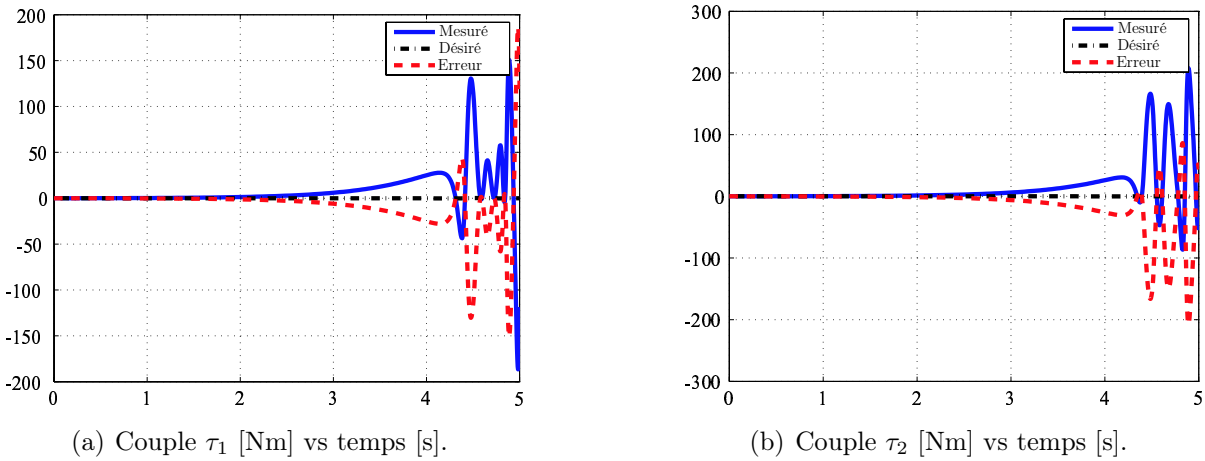 200
150
100
50
0
-50
-100
-150
-200
0 1 2 3 4 5
Mesuré
Désiré
Erreur
(a) Couple τ1 [Nm] vs temps [s].
300
200
100
0
-100
-200
-300
0 1 2 3 4 5
Mesuré
Désiré
Erreur
(b) Couple τ2 [Nm] vs temps [s].